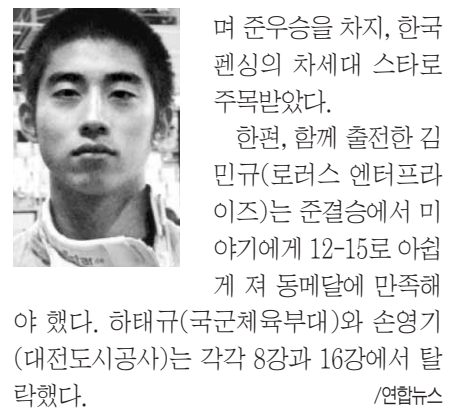 며 준우승을 차지, 한국
펜싱의 차세대 스타로
주목받았다.
한편, 함께 출전한 김
민규(로러스 엔터프라
이즈)는 준결승에서 미
야기에게 12-15로 아쉽
게 져 동메달에 만족해
야 했다. 하태규(국군체육부대)와 손영기
(대전도시공사)는 각각 8강과 16강에서 탈
락했다.
/연합뉴스